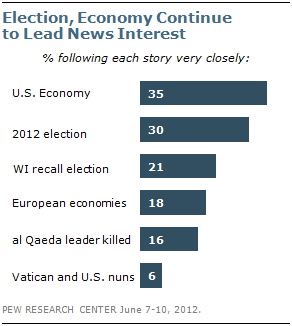 Election, Economy Continue
to Lead News Interest
% following each story very closely:
U.S. Economy 35
2012 election 30
WI recall election 21
European economies 18
al Qaeda leader killed 16
Vatican and U.S. nuns 6
PEW RESEARCH CENTER June 7-10, 2012.